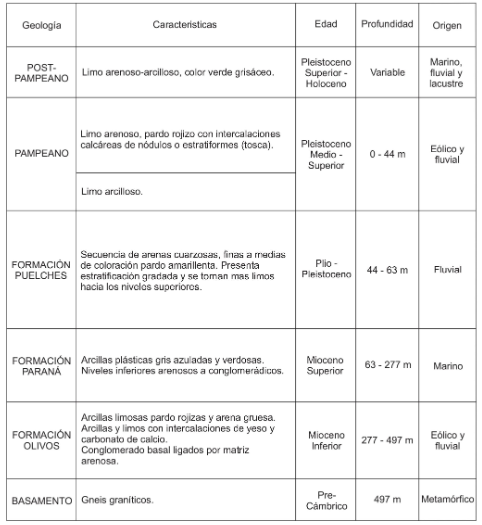 Geología
Caracteristicas
Edad
Profundidad
Origen
POST-
PAMPEANO
Limo arenoso-arcilloso, color verde grisáceo.
Pleistoceno
Superior -
Holoceno
Variable
Marino,
fluvial y
lacustre
PAMPEANO
Limo arenoso, pardo rojizo con intercalaciones
calcáreas de nódulos o estratiformes (tosca).
Limo arcilloso.
Pleistoceno
Medio -
Superior
0 - 44 m
Eólico y
fluvial
FORMACIÓN
PUELCHES
Secuencia de arenas cuarzosas, finas a medias
de coloración pardo amarillenta. Presenta
estratificación gradada y se tornan mas limos
hacia los niveles superiores.
Plio -
Pleistoceno
44 - 63 m
Fluvial
FORMACIÓN
PARANÁ
Arcillas plásticas gris azuladas y verdosas.
Niveles inferiores arenosos a conglomerádicos.
Mioceno
Superior
63 - 277 m
Marino
FORMACIÓN
OLIVOS
Arcillas limosas pardo rojizas y arena gruesa.
Arcillas y limos con intercalaciones de yeso y
carbonato de calcio.
Conglomerado basal ligados por matriz
arenosa.
Mioceno
Inferior
277 - 497 m
Eólico y
fluvial
BASAMENTO
Gneis graníticos.
Pre-
Cámbrico
497 m
Metamórfico